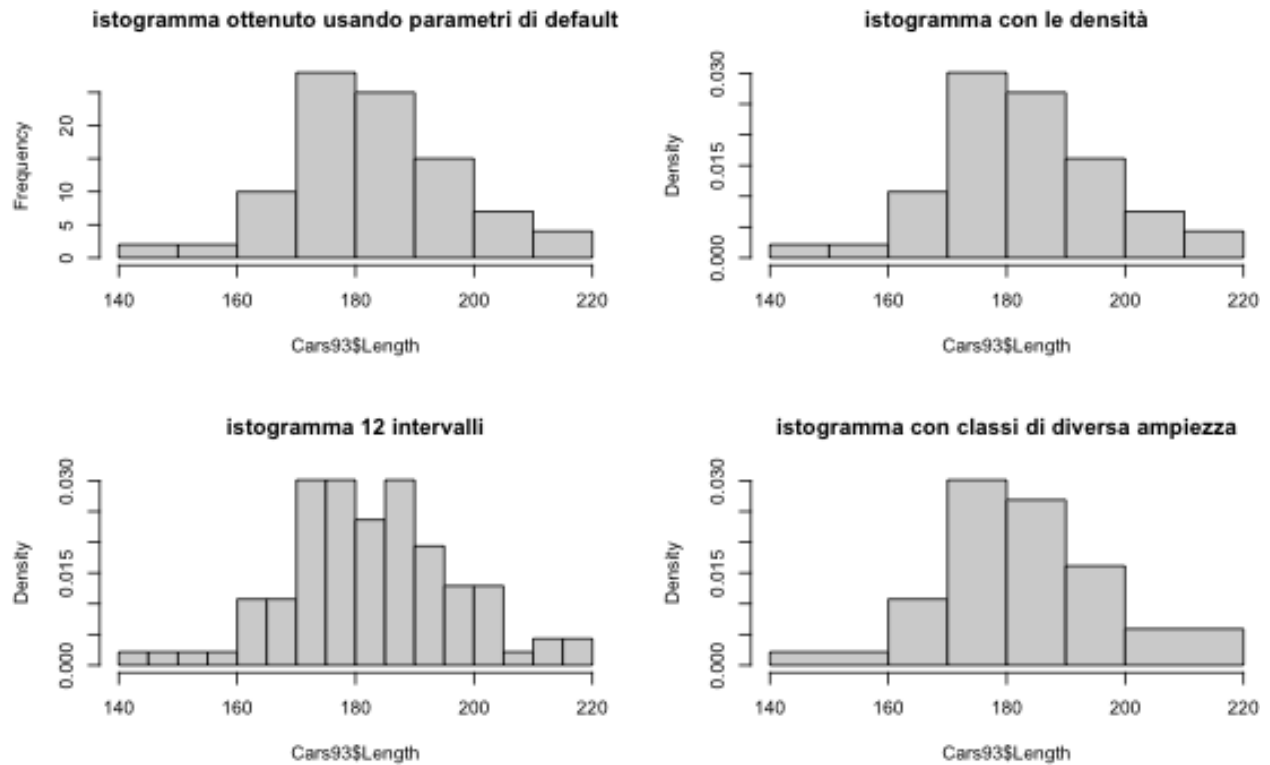 istogramma ottenuto usando parametri di default
Frequency
0 5 10 20
140 160 180 200 220
Cars93$Length
istogramma con le densità
Density
0.000 0.015 0.030
140 160 180 200 220
Cars93$Length
istogramma 12 intervalli
Density
0.000 0.015 0.030
140 160 180 200 220
Cars93$Length
istogramma con classi di diversa ampiezza
Density
0.000 0.015 0.030
140 160 180 200 220
Cars93$Length